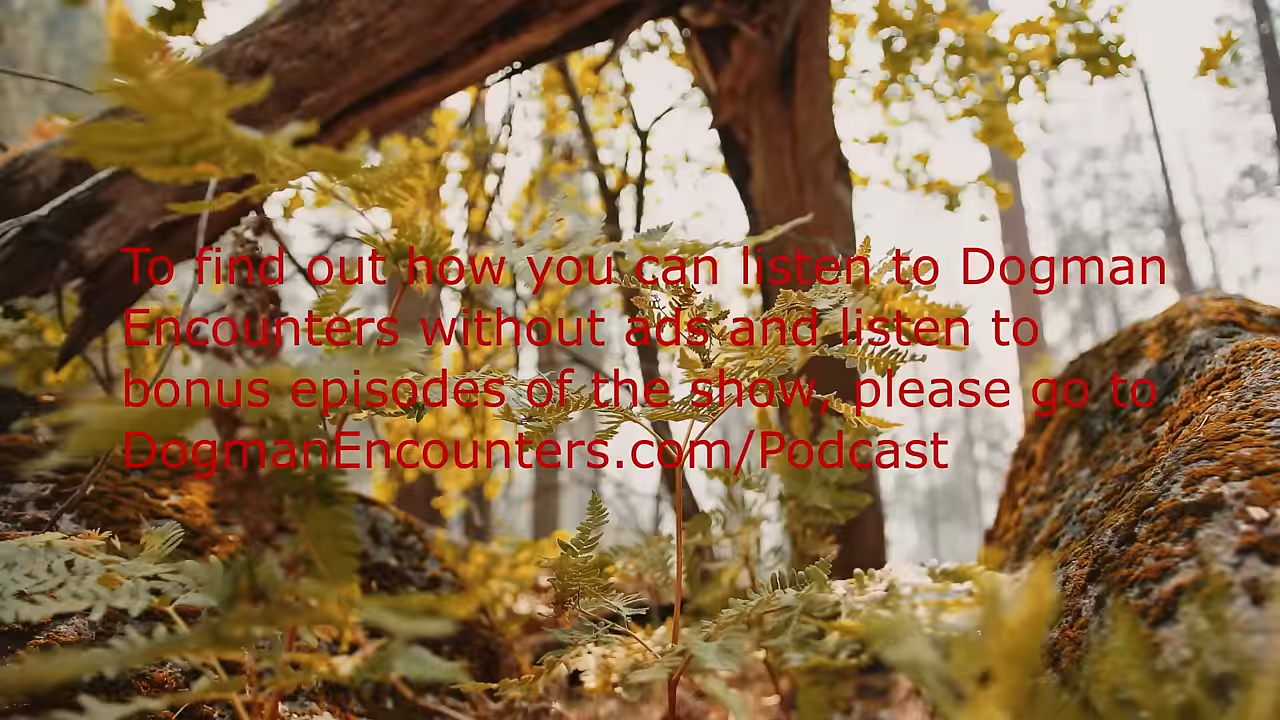 To find out how you can listen to Dogman
Encounters without ads and listen to
bonus episodes of the show, please go to
DogmanEncounters.com/Podcast